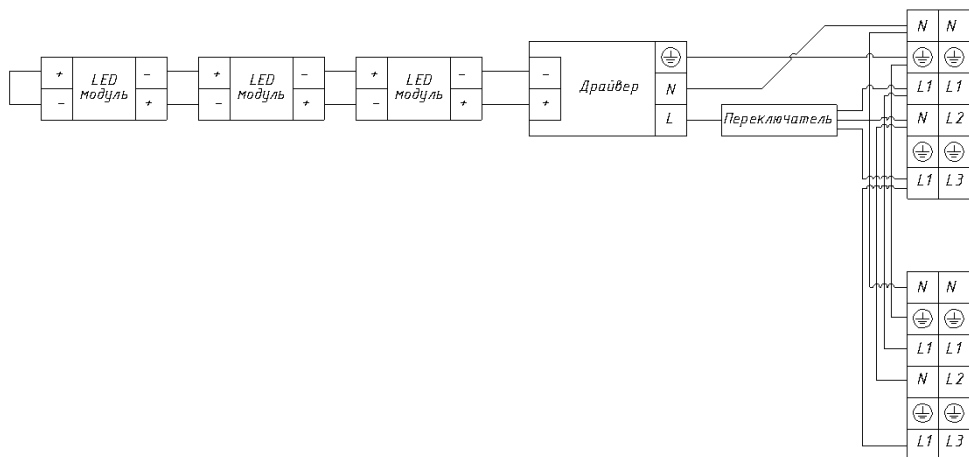 + LED модуль -
- +
+ LED модуль -
- +
+ LED модуль -
- +
- Драйвер
+ N
L
Переключатель
N N
L1 L1
N L2
L1 L3
N N
L1 L1
N L2
L1 L3